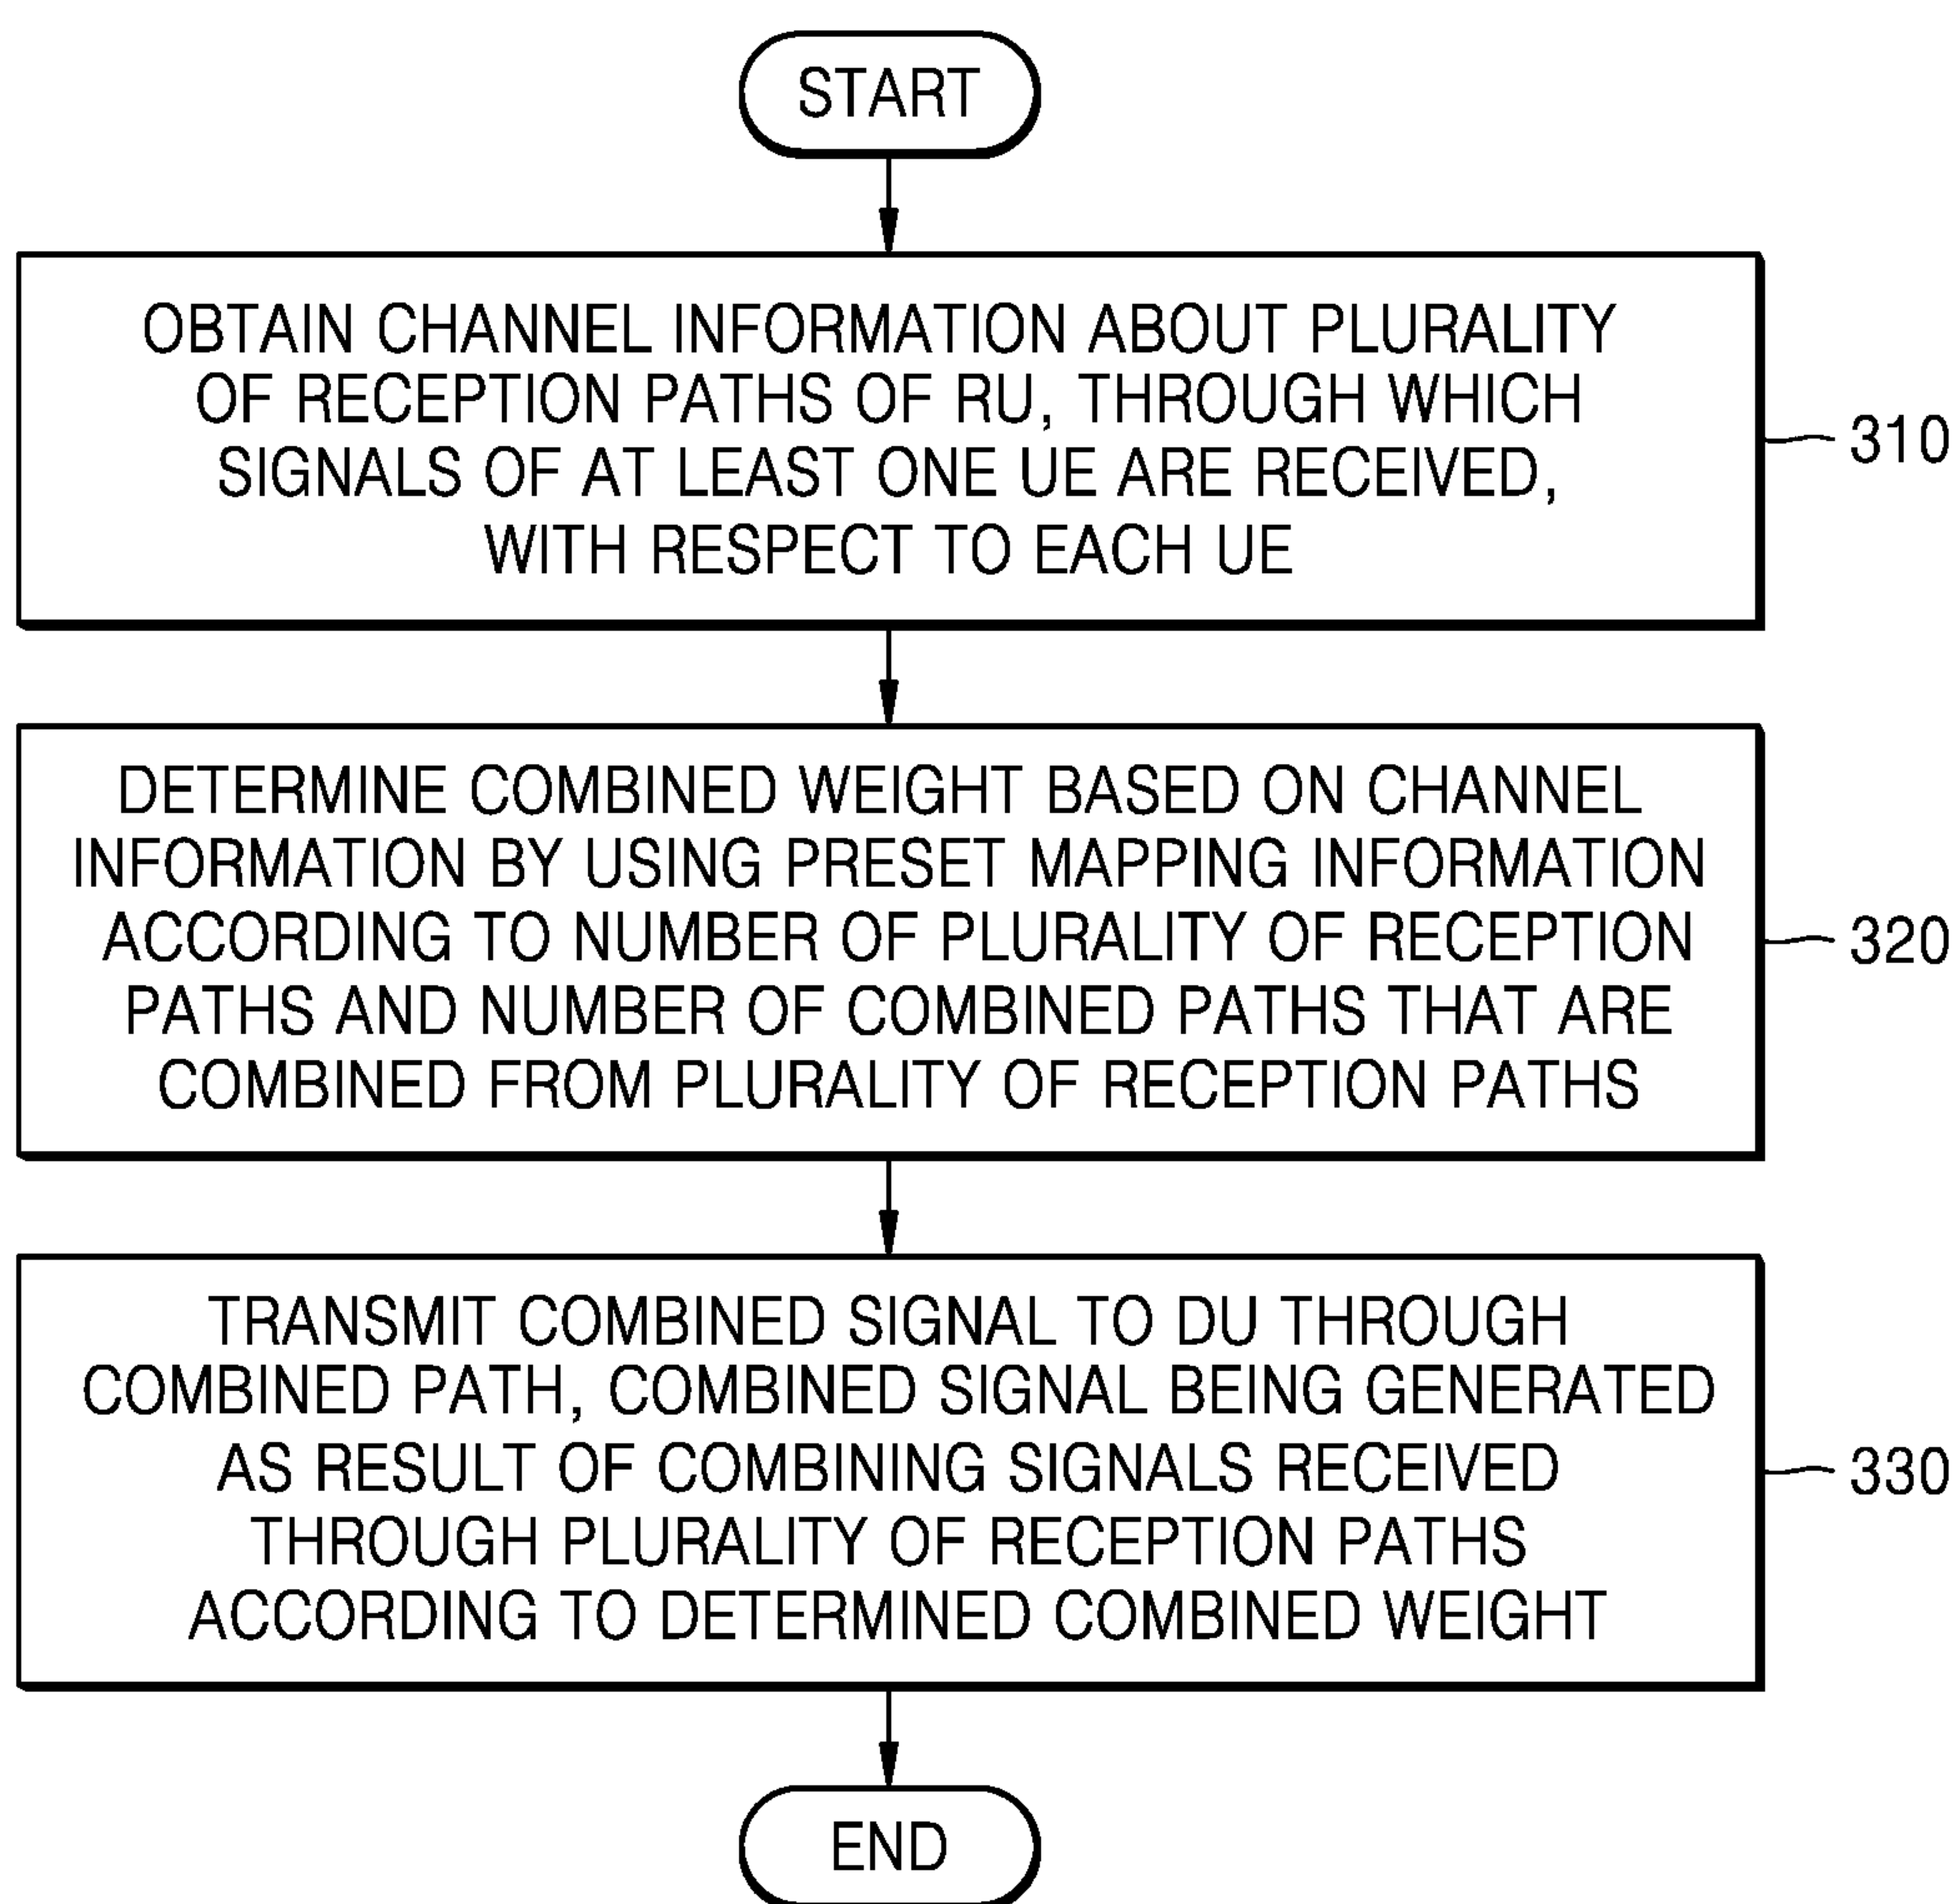 START
OBTAIN CHANNEL INFORMATION ABOUT PLURALITY
OF RECEPTION PATHS OF RU, THROUGH WHICH
SIGNALS OF AT LEAST ONE UE ARE RECEIVED,
WITH RESPECT TO EACH UE
310
DETERMINE COMBINED WEIGHT BASED ON CHANNEL
INFORMATION BY USING PRESET MAPPING INFORMATION
ACCORDING TO NUMBER OF PLURALITY OF RECEPTION
PATHS AND NUMBER OF COMBINED PATHS THAT ARE
COMBINED FROM PLURALITY OF RECEPTION PATHS
320
TRANSMIT COMBINED SIGNAL TO DU THROUGH
COMBINED PATH, COMBINED SIGNAL BEING GENERATED
AS RESULT OF COMBINING SIGNALS RECEIVED
THROUGH PLURALITY OF RECEPTION PATHS
ACCORDING TO DETERMINED COMBINED WEIGHT
330
END